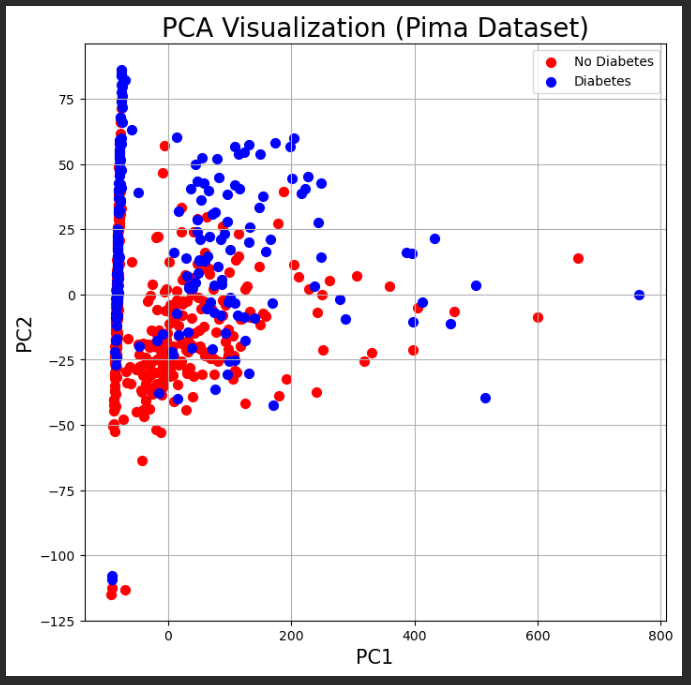 PCA Visualization (Pima Dataset)
No Diabetes
Diabetes
PC2
75
50
25
0
−25
−50
−75
−100
−125
0 200 400 600 800
PC1